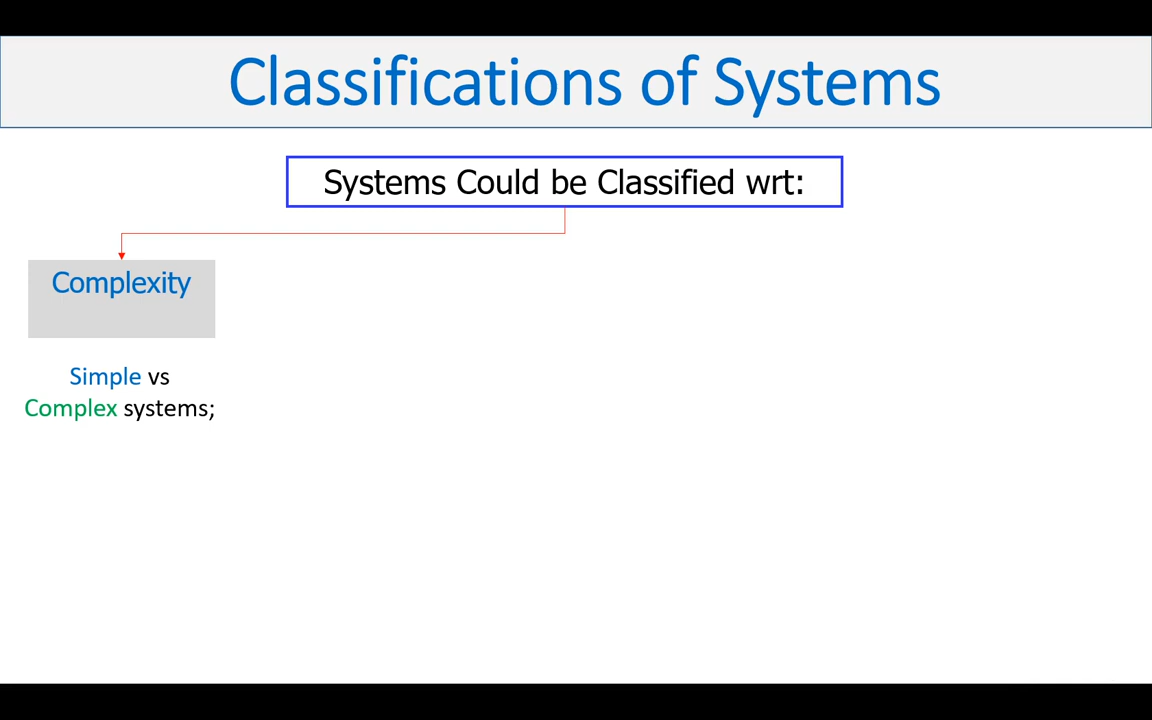 Classifications of Systems
Systems Could be Classified wrt:
Complexity
Simple vs
Complex systems;